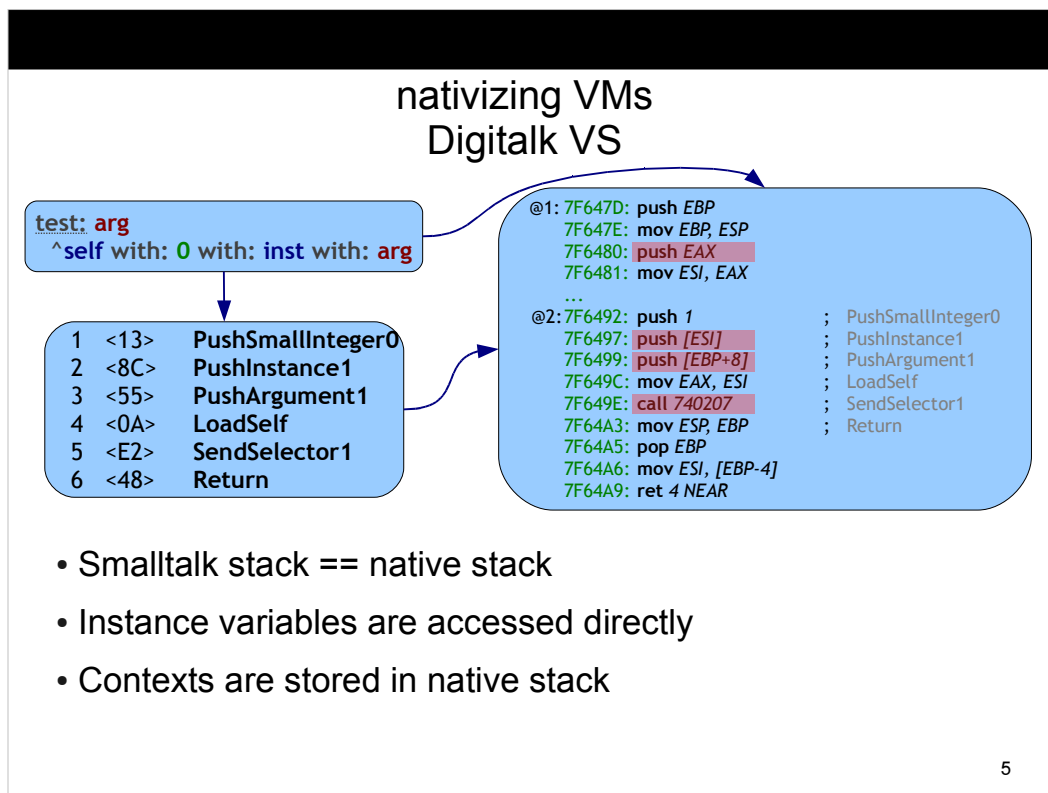 nativizing VMs
Digitalk VS
test: arg
^self with: 0 with: inst with: arg
1 <13> PushSmallInteger0
2 <8C> PushInstance1
3 <55> PushArgument1
4 <0A> LoadSelf
5 <E2> SendSelector1
6 <48> Return
@1: 7F647D: push EBP
7F647E: mov EBP, ESP
7F6480: push EAX
7F6481: mov ESI, EAX
...
@2: 7F6492: push 1 ; PushSmallInteger0
7F6497: push [ESI] ; PushInstance1
7F6499: push [EBP+8] ; PushArgument1
7F649C: mov EAX, ESI ; LoadSelf
7F649E: call 740207 ; SendSelector1
7F64A3: mov ESP, EBP ; Return
7F64A5: pop EBP
7F64A6: mov ESI, [EBP-4]
7F64A9: ret 4 NEAR
• Smalltalk stack == native stack
• Instance variables are accessed directly
• Contexts are stored in native stack
5